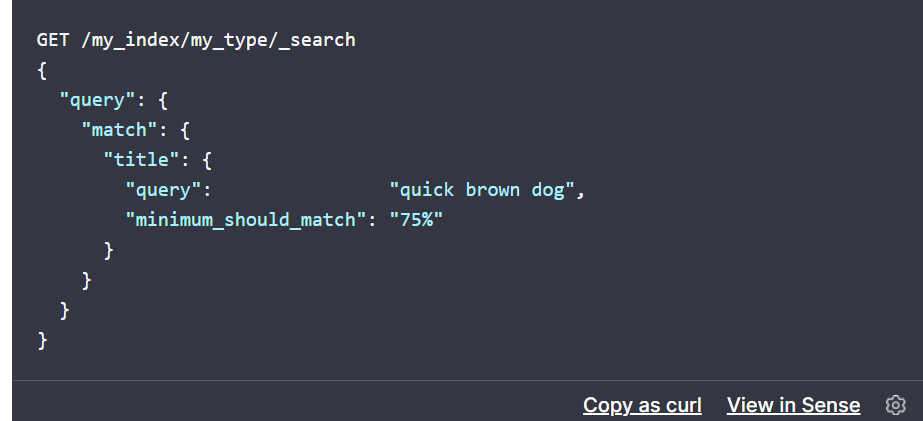 GET /my_index/my_type/_search
{
  "query": {
    "match": {
      "title": {
        "query":                "quick brown dog",
        "minimum_should_match": "75%"
      }
    }
  }
}
Copy as curl View in Sense